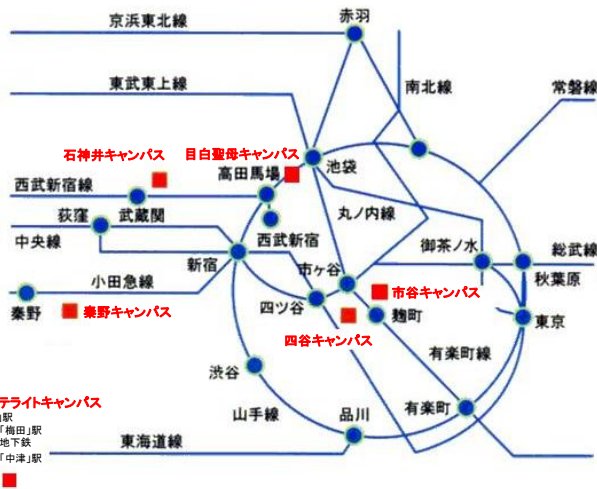 京浜東北線
赤羽
東武東上線
南北線
常磐線
石神井キャンパス
目白聖母キャンパス
高田馬場
池袋
西武新宿線
荻窪
武蔵関
丸ノ内線
中央線
西武新宿
御茶ノ水
総武線
新宿
市ヶ谷
秋葉原
小田急線
市谷キャンパス
四ツ谷
秦野
秦野キャンパス
麹町
東京
四谷キャンパス
有楽町線
渋谷
テライトキャンパス
駅
「梅田」駅
地下鉄
「中津」駅
山手線
品川
有楽町
東海道線